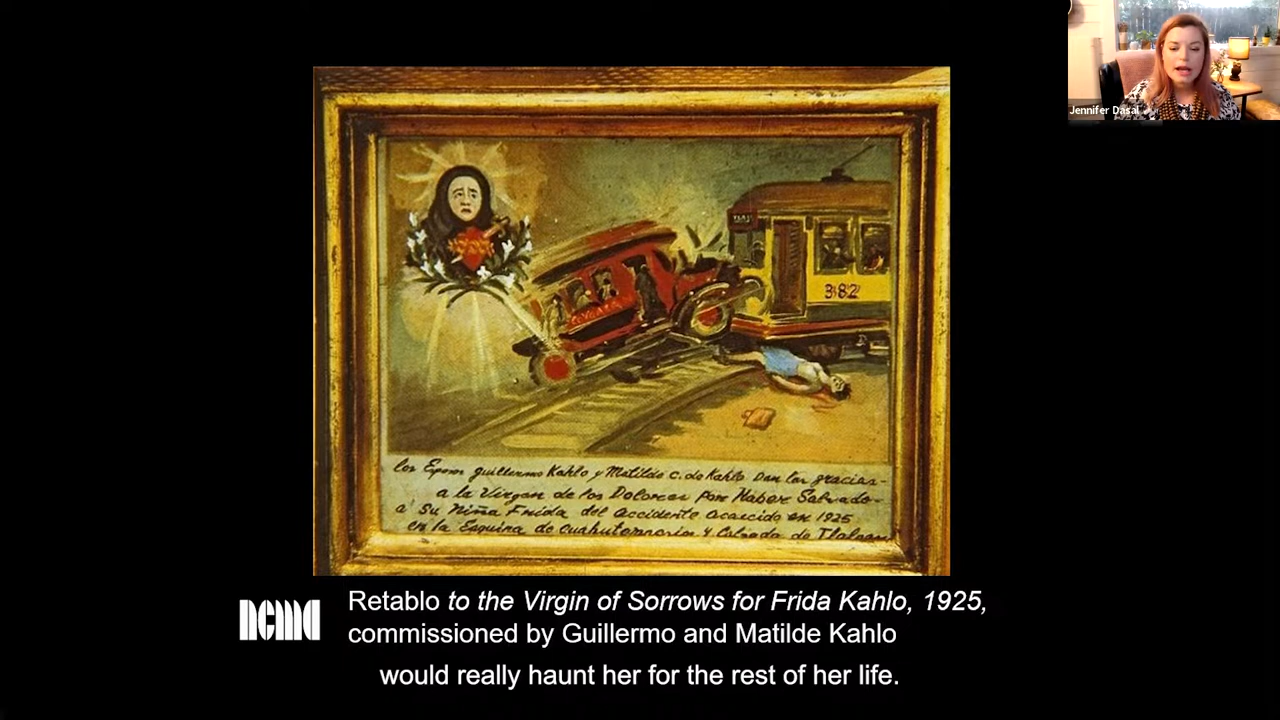 Jennifer Dasal
382
los Esposos guillermo Kahlo y Matilde C. de Kahlo Dan las gracias-
a la Virgen de los Dolores Por Haber Salvado-
a Su Niña Frida del accidente acaecido en 1925
en la Esquina de Cuahutemozin y Calzada de Tlalpan
ncma
Retablo to the Virgin of Sorrows for Frida Kahlo, 1925,
commissioned by Guillermo and Matilde Kahlo
would really haunt her for the rest of her life.